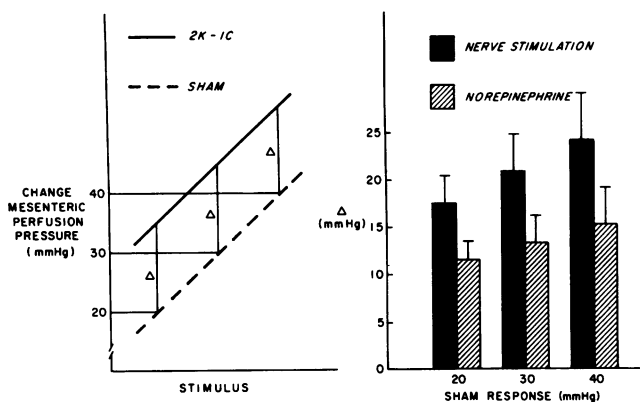 2K-1C
SHAM
CHANGE
MESENTERIC
PERFUSION
PRESSURE
(mmHg)
40
30
20
Δ
Δ
Δ
STIMULUS
NERVE STIMULATION
NOREPINEPHRINE
Δ
(mmHg)
25
20
15
10
5
20
30
40
SHAM RESPONSE (mmHg)